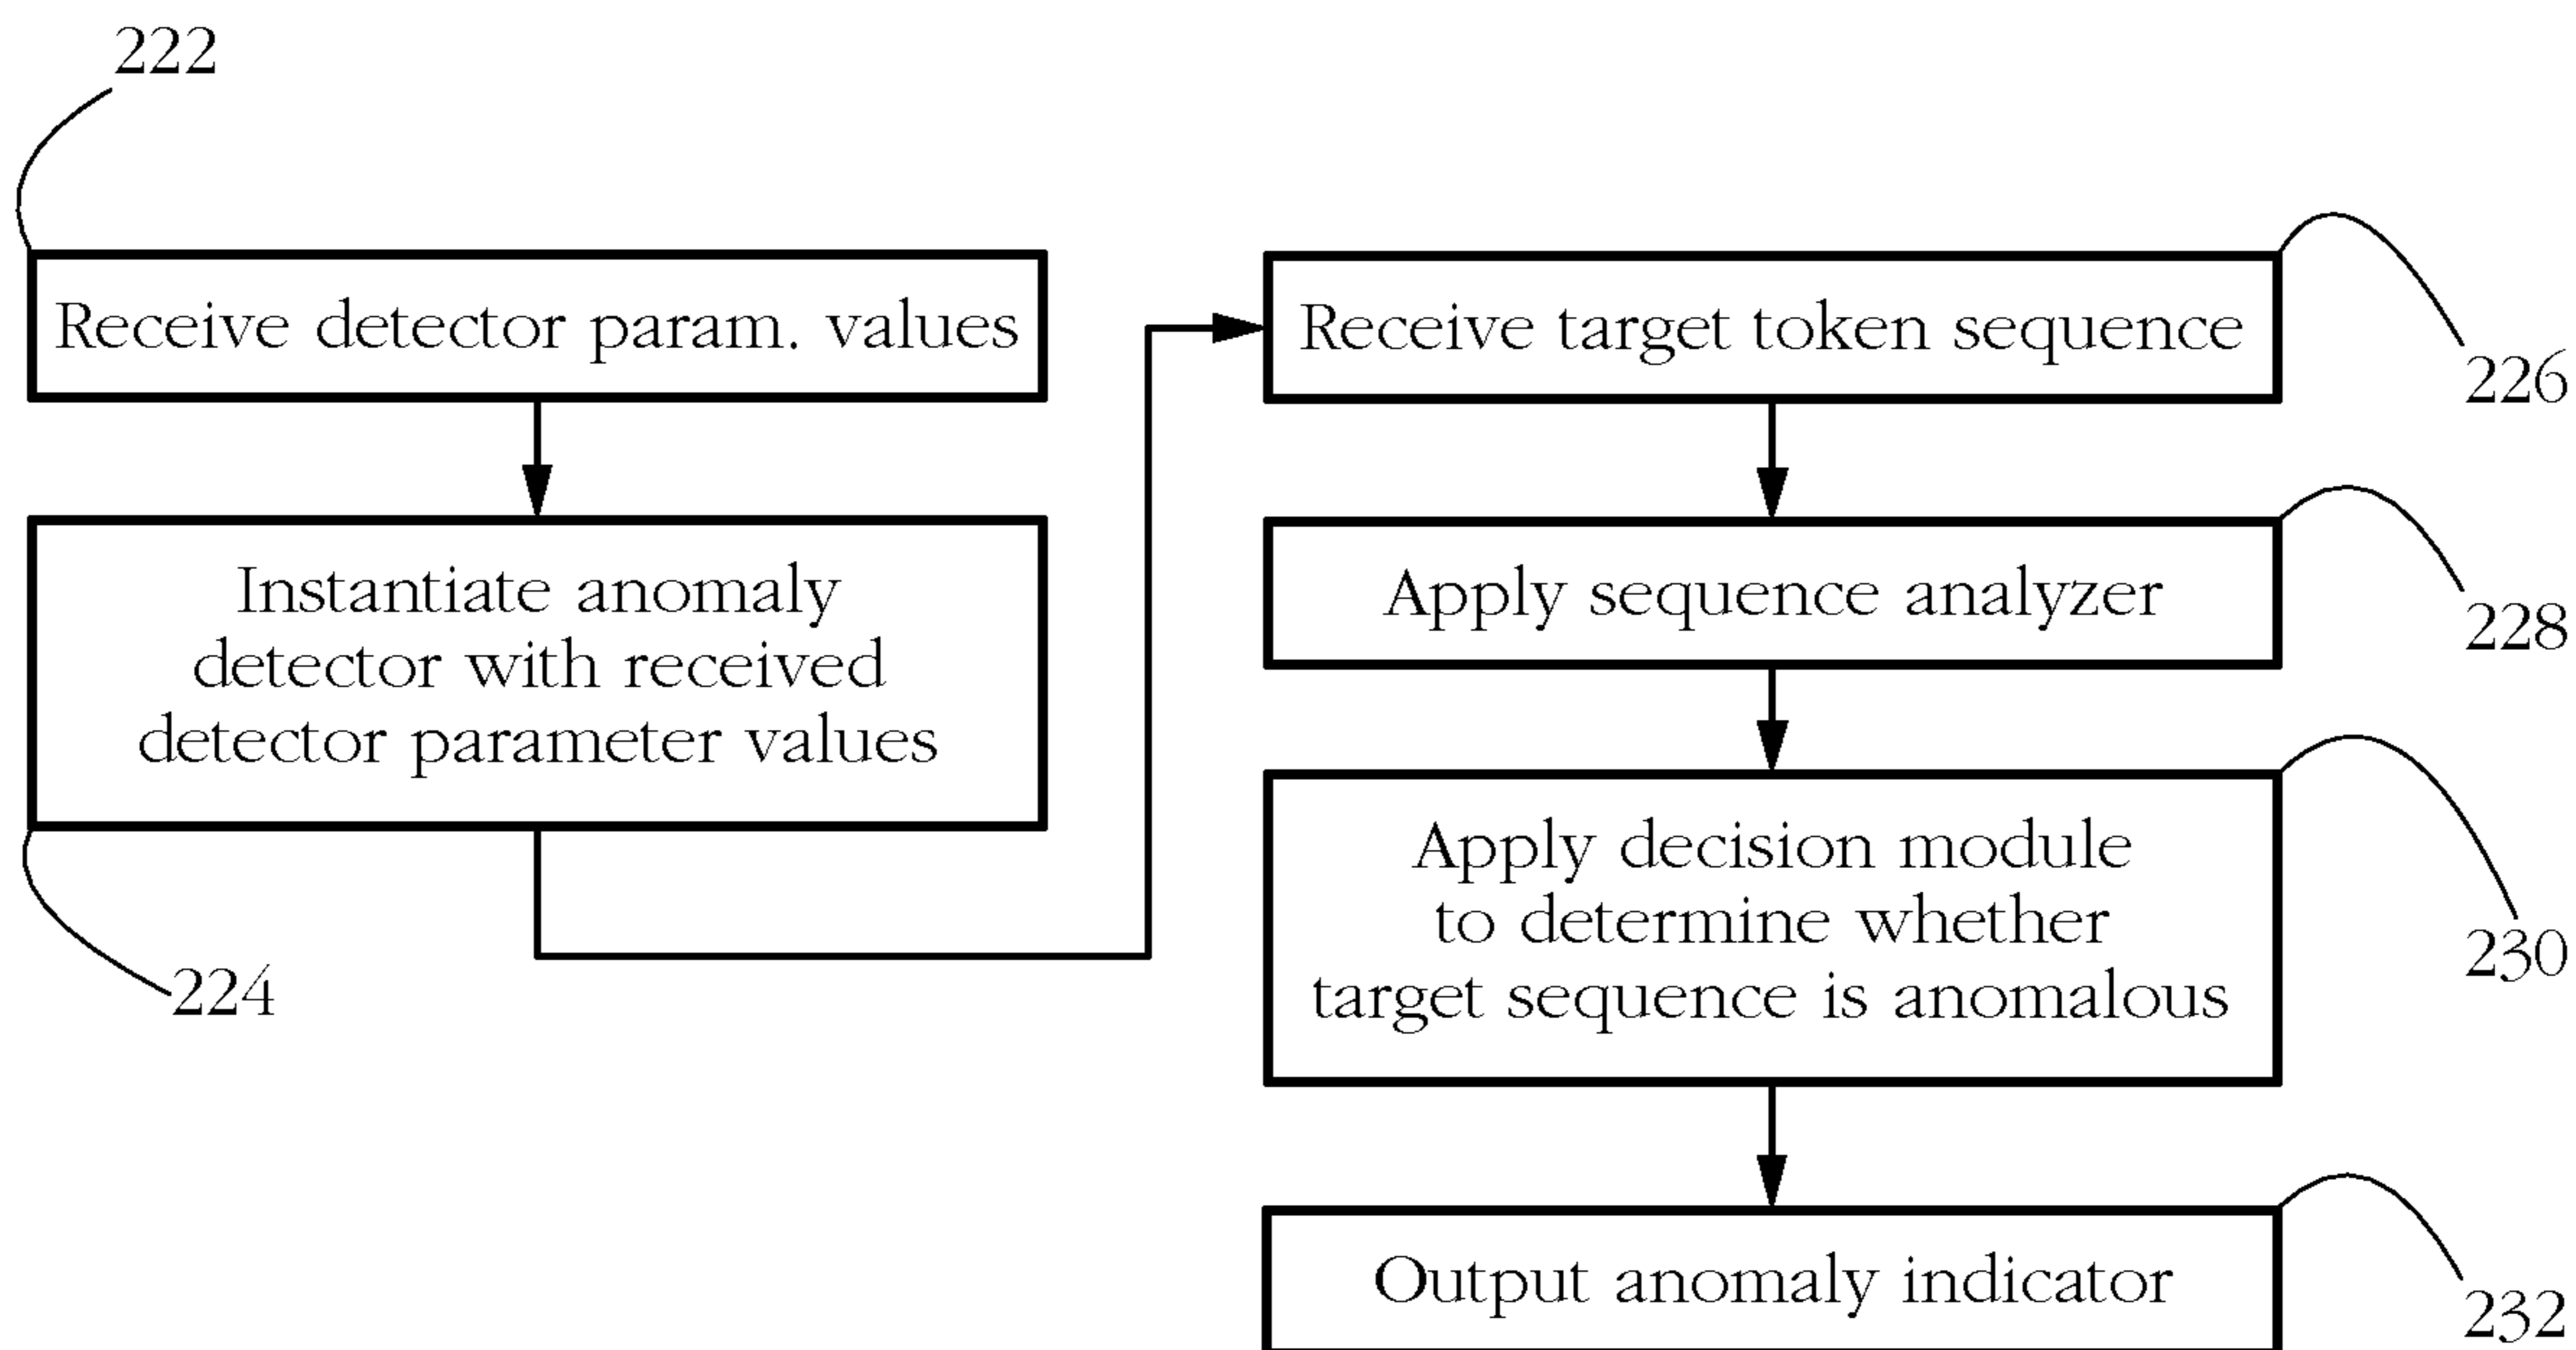 222
Receive detector param. values
Instantiate anomaly
detector with received
detector parameter values
224
Receive target token sequence
226
Apply sequence analyzer
228
Apply decision module
to determine whether
target sequence is anomalous
230
Output anomaly indicator
232